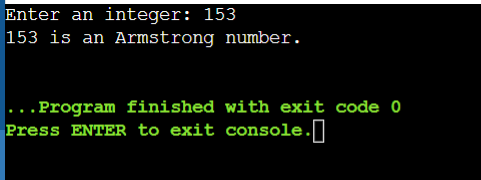 Enter an integer: 153
153 is an Armstrong number.
...Program finished with exit code 0
Press ENTER to exit console.